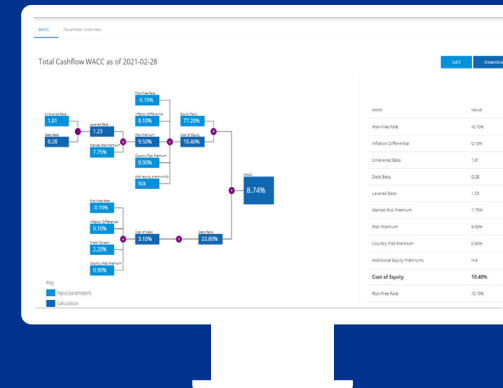 WACC Parameter Overview
Total Cashflow WACC as of 2021-02-28
Edit
Downloa
Risk Free Rate
-0.10%
Unlevered Beta
1.01
Debt Beta
0.28
Levered Beta
1.23
Market Risk Premium
7.75%
Inflation Differential
0.10%
Risk Premium
9.50%
Country Risk Premium
0.90%
n/a
Equity Ratio
77.20%
Cost of Equity
10.40%
WACC
8.74%
Risk Free Rate
-0.10%
Inflation Differential
0.10%
Credit Spread
2.20%
Country Risk Premium
0.90%
Cost of Debt
3.10%
Debt Ratio
22.80%
Key
Input parameters
Calculation
NAME VALUE
Risk Free Rate -0.10%
Inflation Differential 0.10%
Unlevered Beta 1.01
Debt Beta 0.28
Levered Beta 1.23
Market Risk Premium 7.75%
Risk Premium 9.50%
Country Risk Premium 0.90%
Additional Equity Premiums n/a
Cost of Equity 10.40%
Risk Free Rate -0.10%